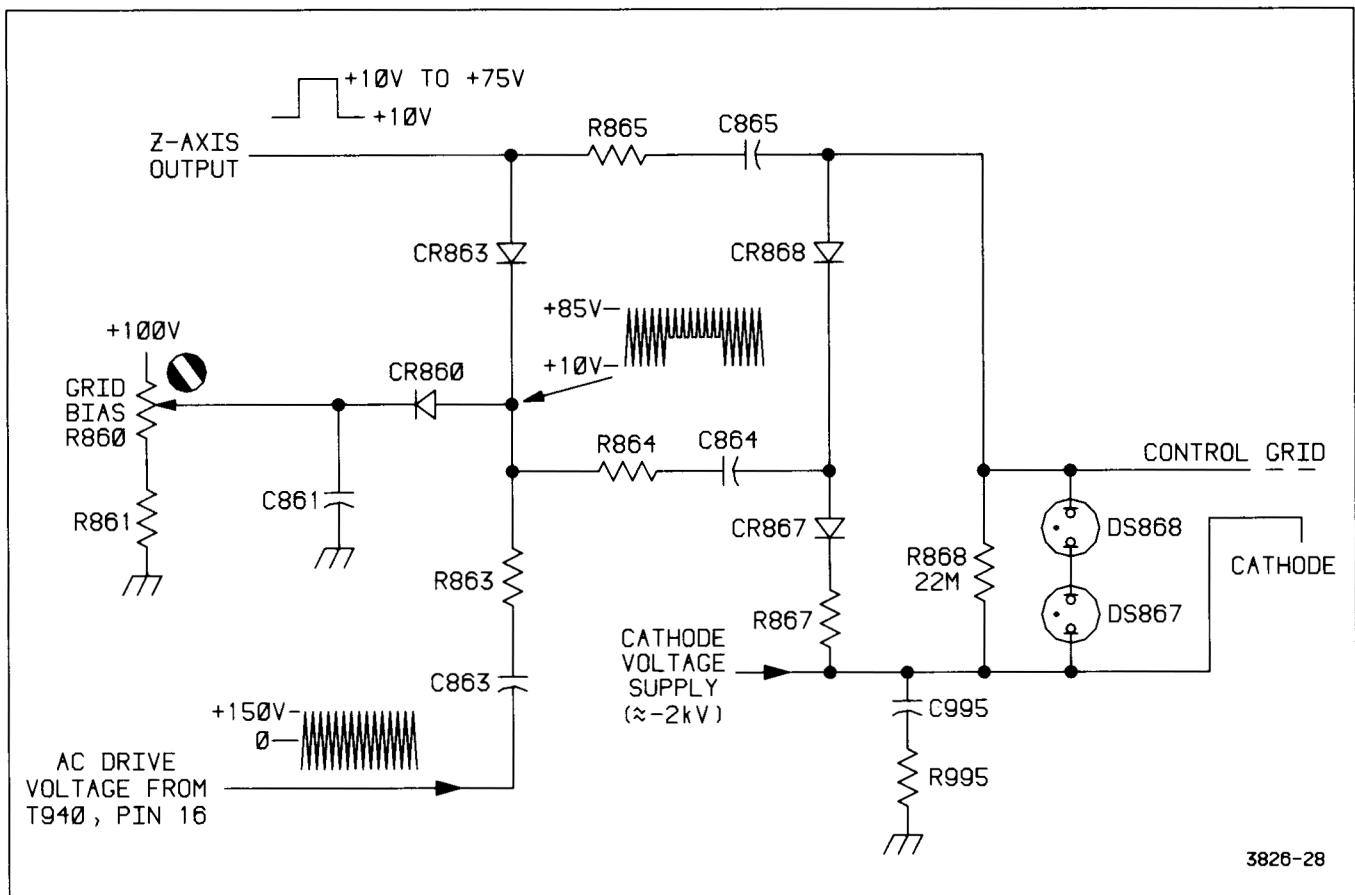 +10V TO +75V
+10V
Z-AXIS
OUTPUT
R865
C865
CR863
CR868
+85V
+10V
+100V
GRID
BIAS
R860
CR860
R864
C864
CONTROL GRID
C861
R861
CR867
DS868
R868
22M
CATHODE
R863
R867
DS867
CATHODE
VOLTAGE
SUPPLY
(≈-2kV)
C863
C995
+150V
0
AC DRIVE
VOLTAGE FROM
T940, PIN 16
R995
3826-28